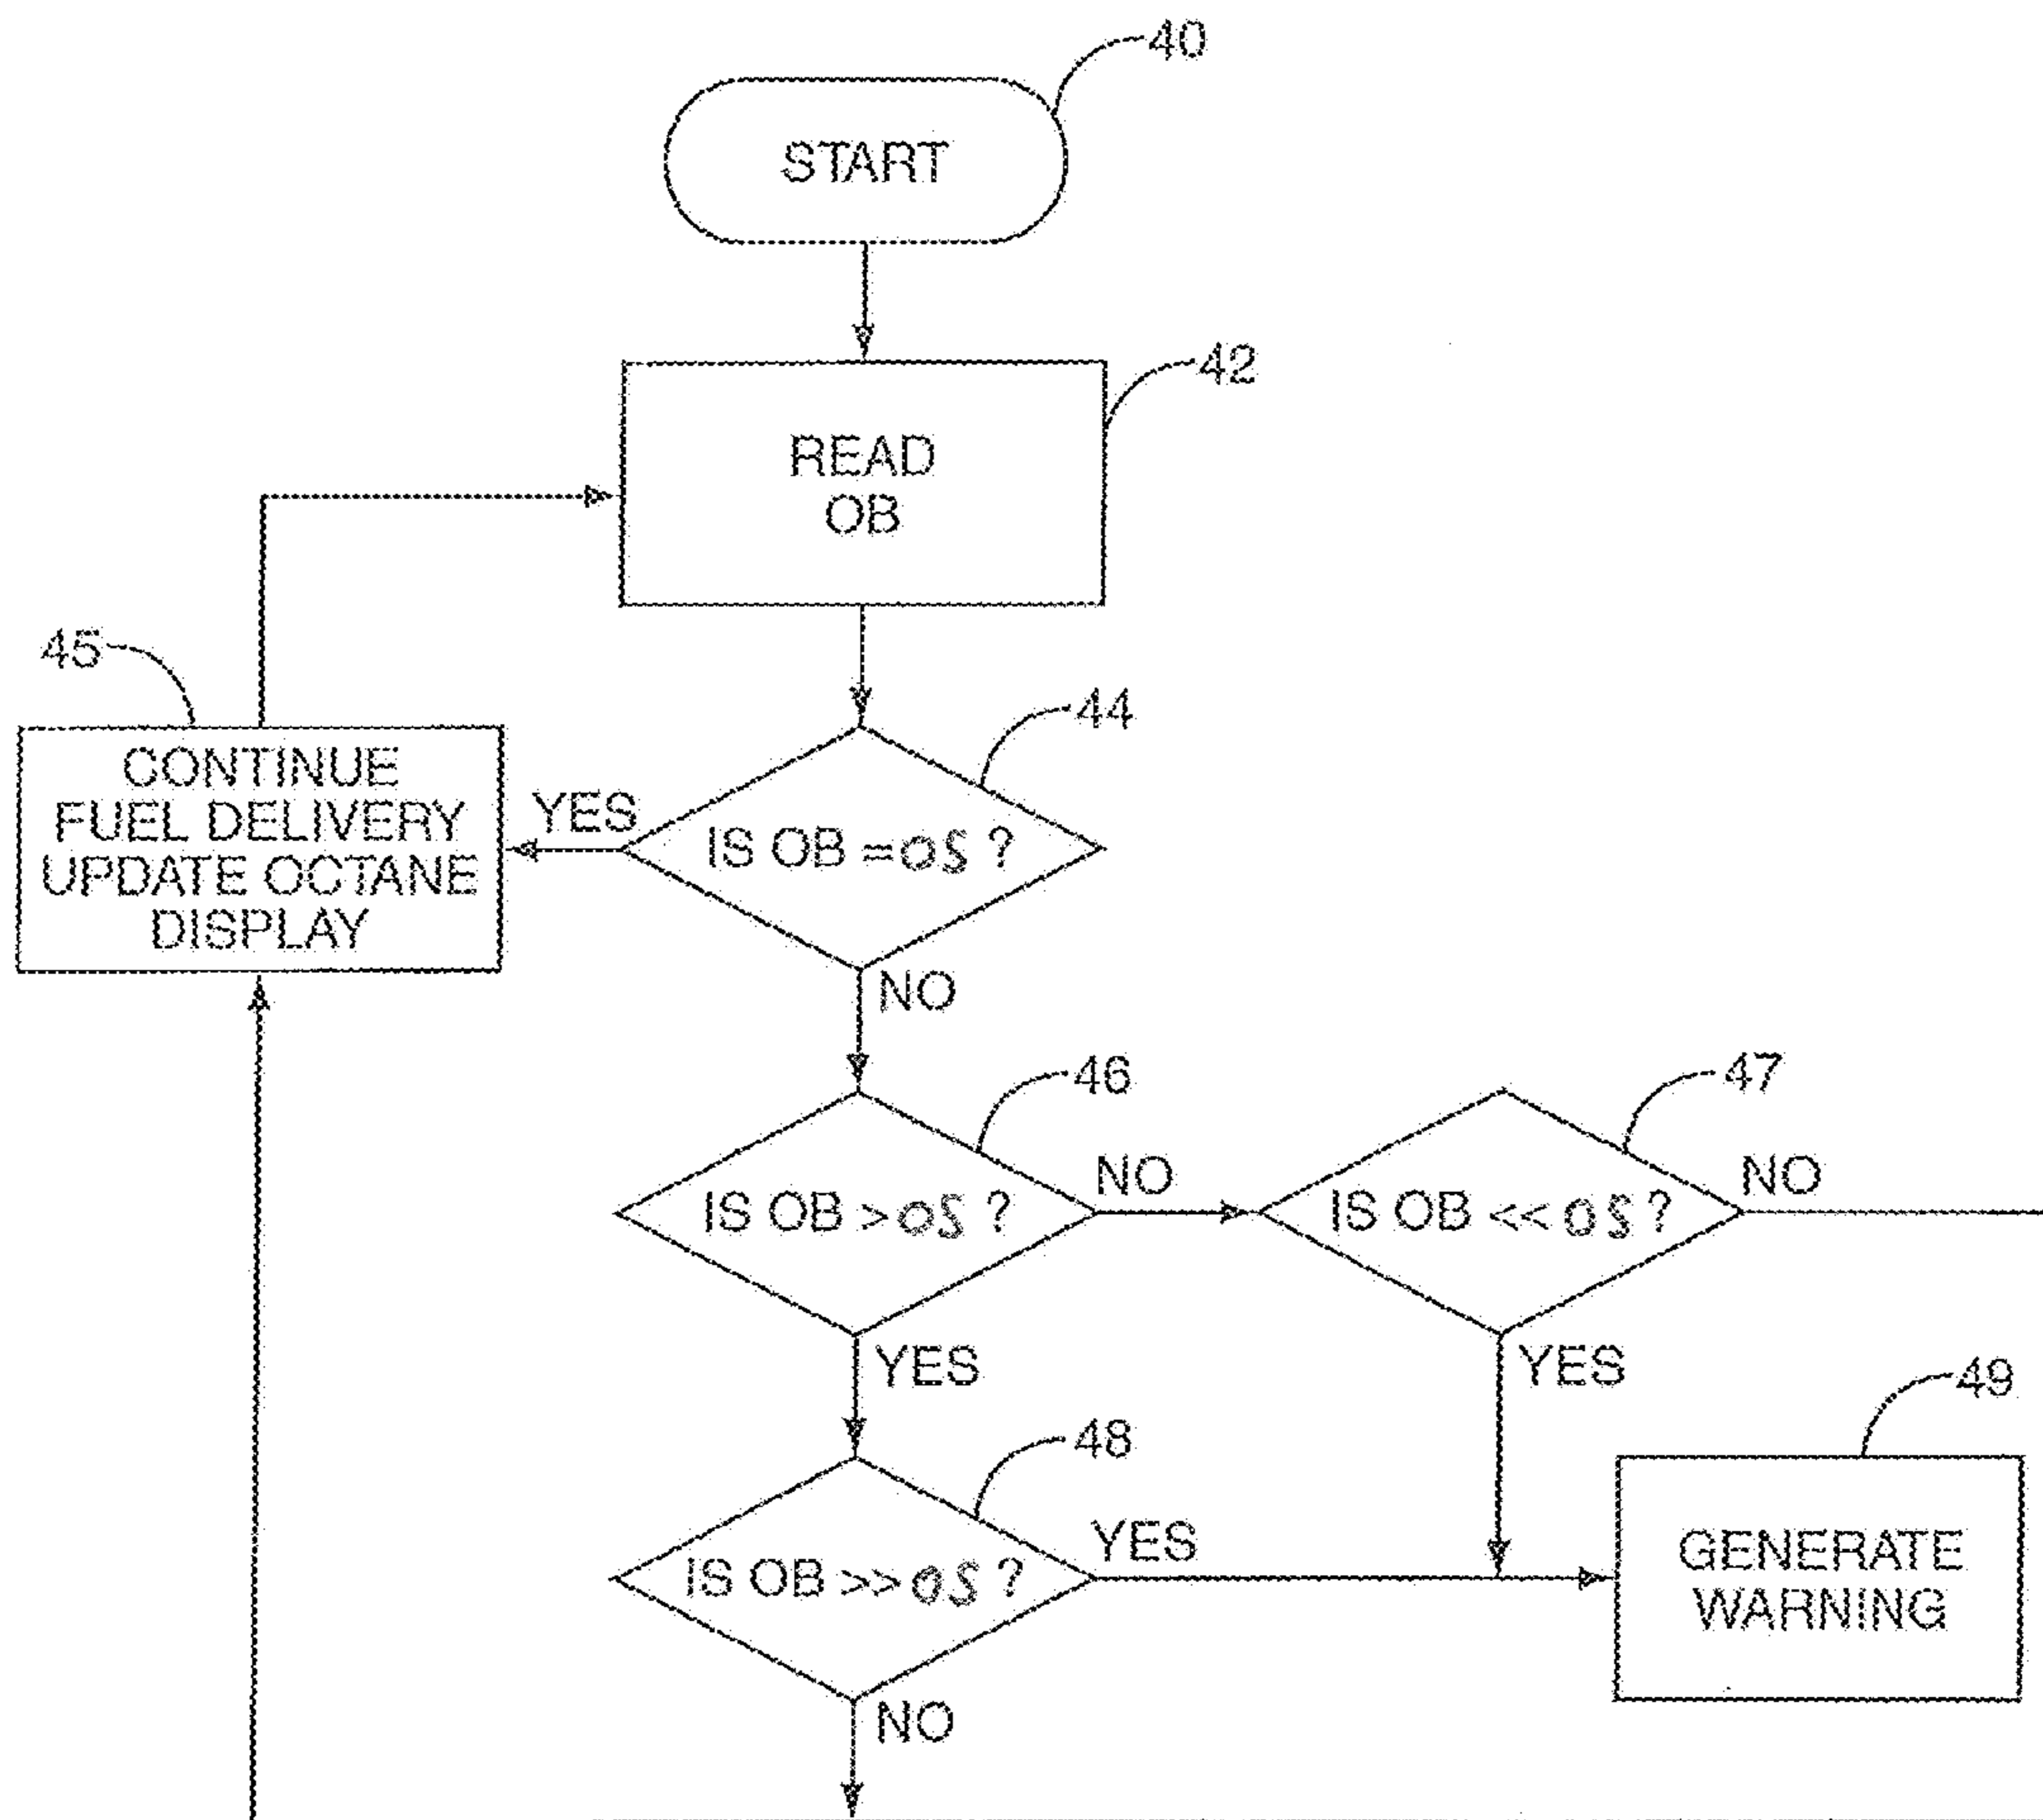 40
START
42
READ
OB
45
CONTINUE
FUEL DELIVERY
UPDATE OCTANE
DISPLAY
YES
44
IS OB = OS ?
NO
46
IS OB > OS ?
NO
47
IS OB << OS ?
NO
YES
YES
49
GENERATE
WARNING
48
IS OB >> OS ?
YES
NO